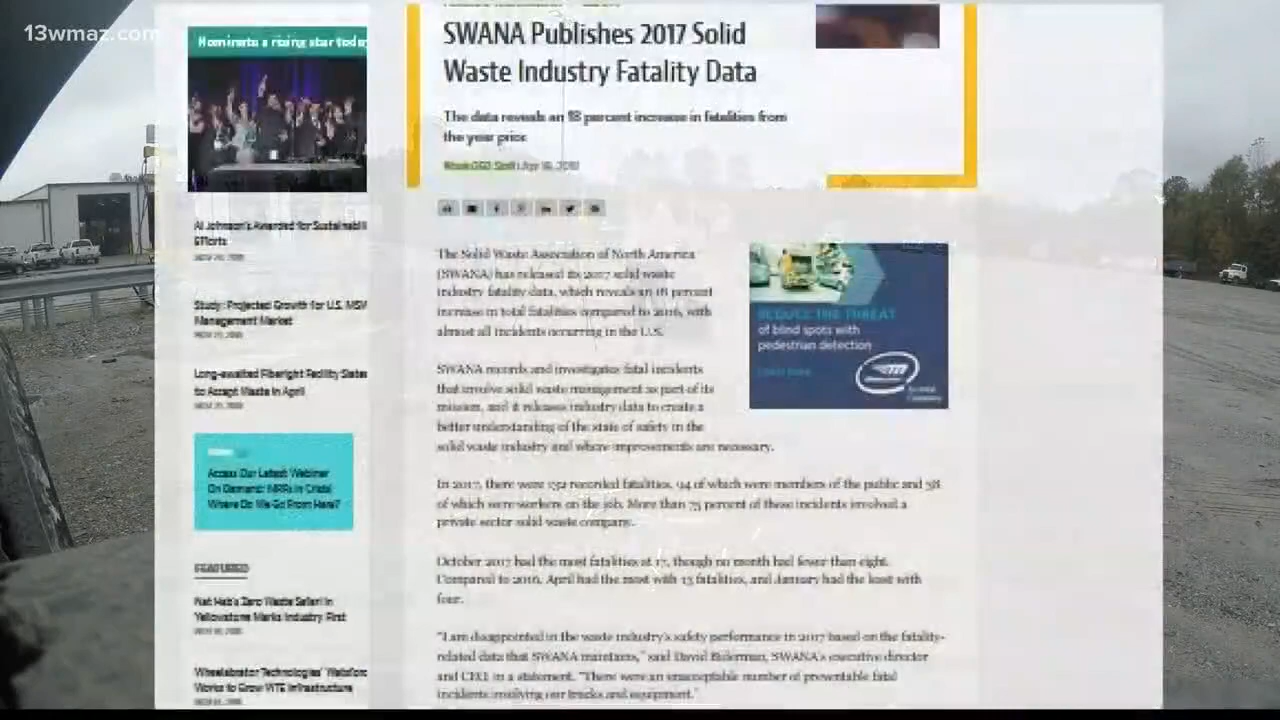 13wmaz.com
Nominate a rising star today
SWANA Publishes 2017 Solid
Waste Industry Fatality Data
The data reveals an 18 percent increase in fatalities from
the year price
Al Johnson's Awarded for Sustainabili
Efforts
The Solid Waste Association of North America
(SWANA) has released its 2017 solid waste
industry fatality data, which reveals an 18 percent
increase in total fatalities compared to 2016, with
almost all incidents occurring in the U.S.
REDUCE THE THREAT
of blind spots with
pedestrian detection
Study: Projected Growth for U.S. MSW
Management Market
Long-awaited Fiberight Facility Slated
to Accept Waste in April
SWANA records and investigates fatal incidents
that involve solid waste management as part of its
mission, and it releases industry data to create a
better understanding of the state of safety in the
solid waste industry and where improvements are necessary.
Access Our Latest Webinar
On Demand: MRFs in Crisis:
Where Do We Go From Here?
In 2017, there were 132 recorded fatalities, 94 of which were members of the public and 38
of which were workers on the job. More than 75 percent of these incidents involved a
private sector solid waste company.
October 2017 had the most fatalities at 17, though no month had fewer than eight.
Compared to 2016, April had the most with 13 fatalities, and January had the least with
four.
FEATURED
Nat Hab's Zero Waste Safari in
Yellowstone Marks Industry First
Wheelabrator Technologies'
Works to Grow WTE Infrastructure
"I am disappointed in the waste industry's safety performance in 2017 based on the fatality-
related data that SWANA maintains," said David Biderman, SWANA's executive director
and CEO, in a statement. "There were an unacceptable number of preventable fatal
incidents involving our trucks and equipment."